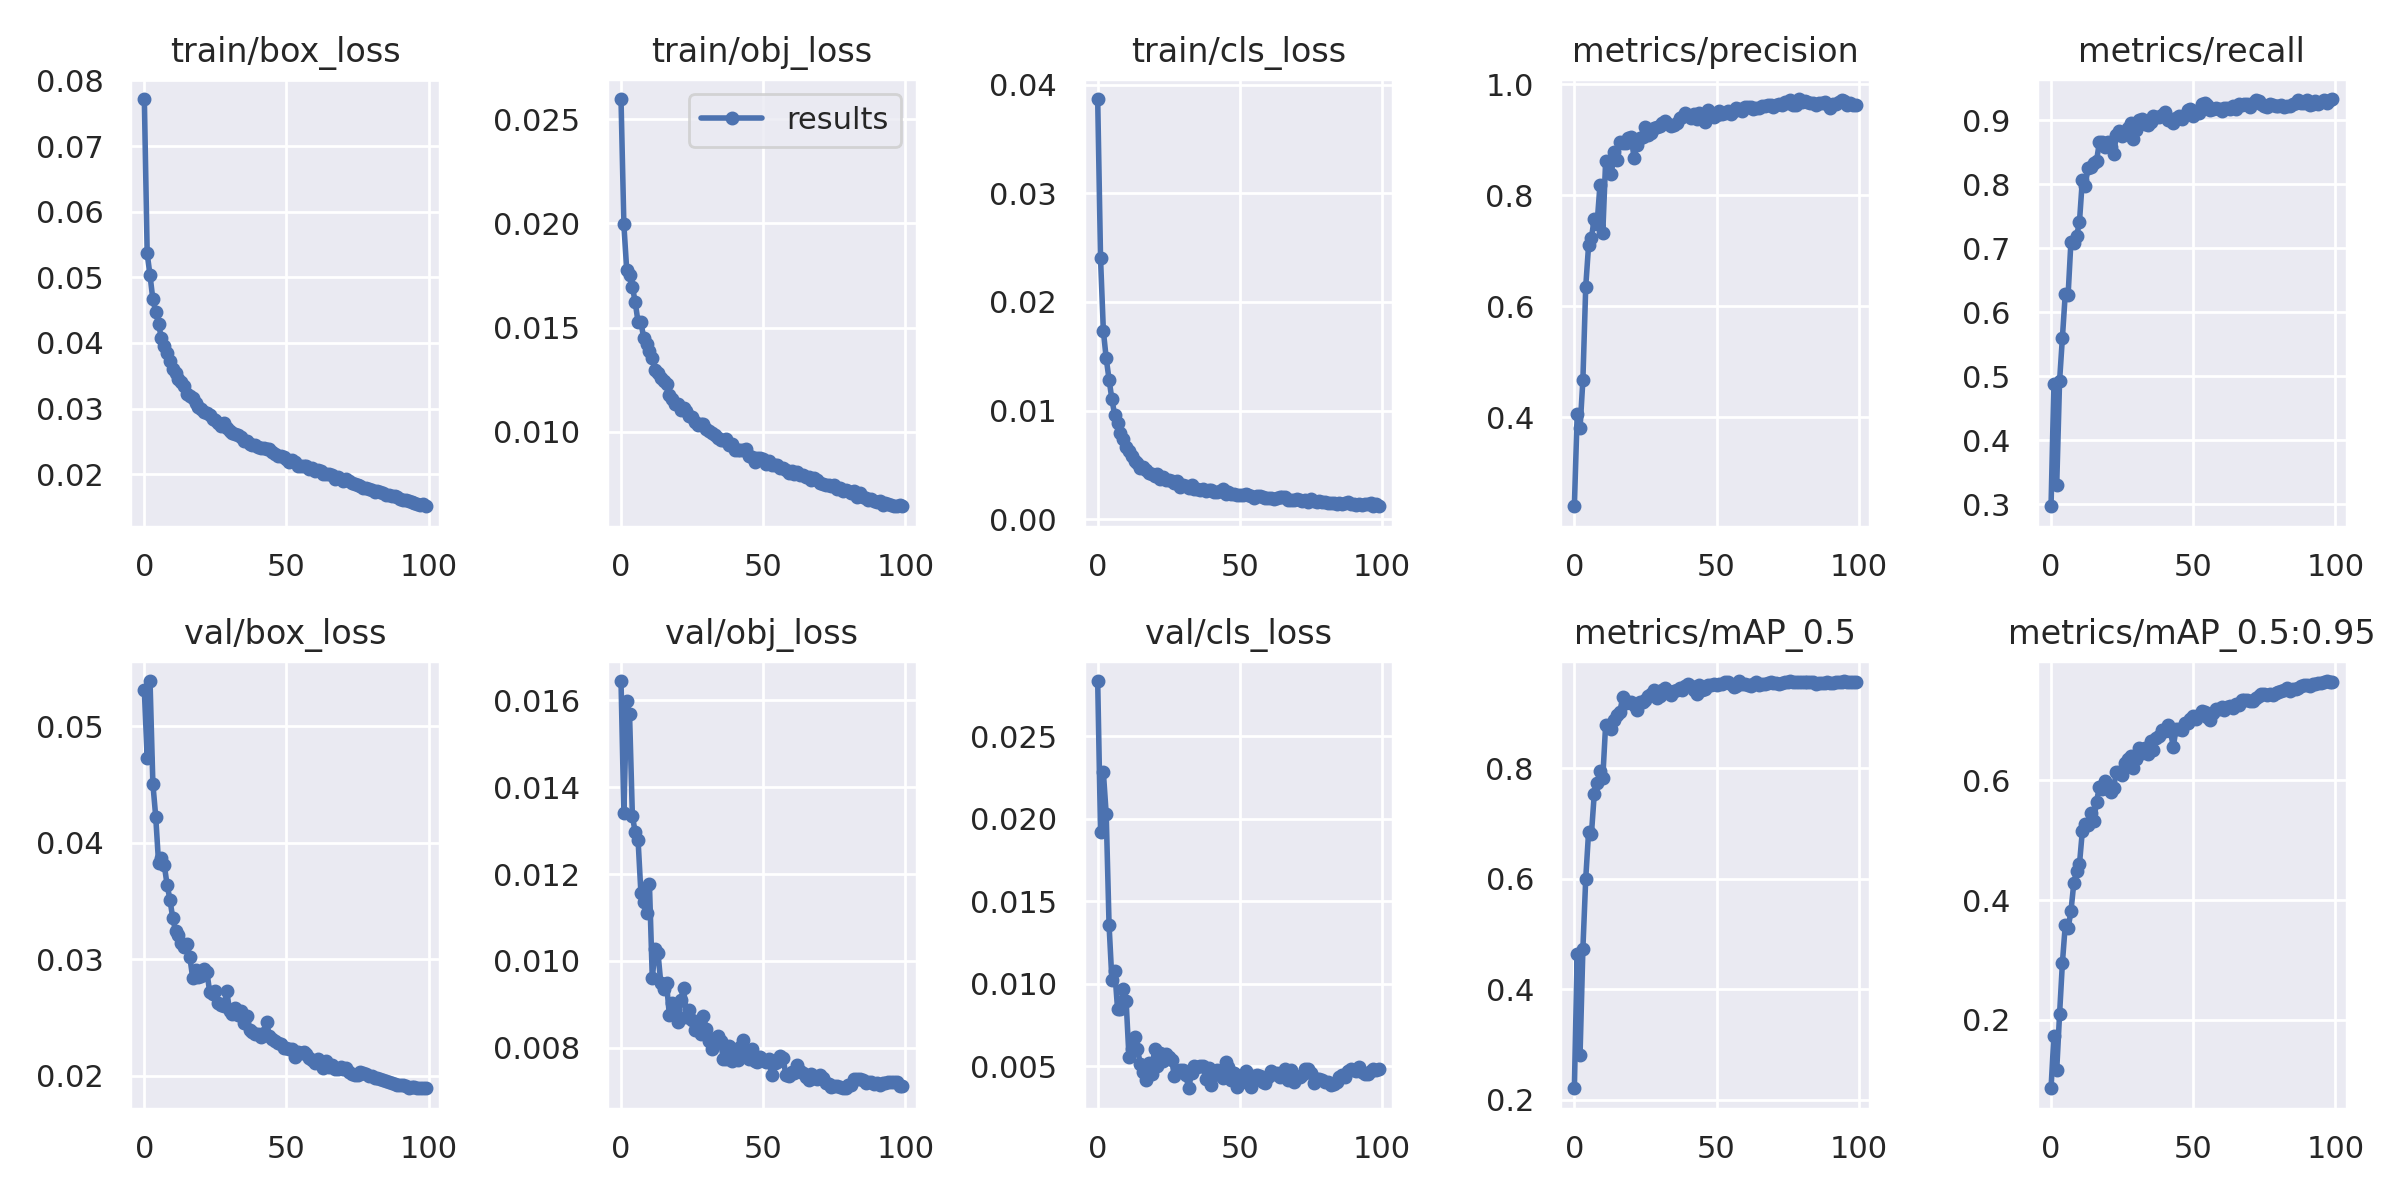 train/box_loss
0.08
0.07
0.06
0.05
0.04
0.03
0.02
0 50 100
train/obj_loss
results
0.025
0.020
0.015
0.010
0 50 100
train/cls_loss
0.04
0.03
0.02
0.01
0.00
0 50 100
metrics/precision
1.0
0.8
0.6
0.4
0 50 100
metrics/recall
0.9
0.8
0.7
0.6
0.5
0.4
0.3
0 50 100
val/box_loss
0.05
0.04
0.03
0.02
0 50 100
val/obj_loss
0.016
0.014
0.012
0.010
0.008
0 50 100
val/cls_loss
0.025
0.020
0.015
0.010
0.005
0 50 100
metrics/mAP_0.5
0.8
0.6
0.4
0.2
0 50 100
metrics/mAP_0.5:0.95
0.6
0.4
0.2
0 50 100